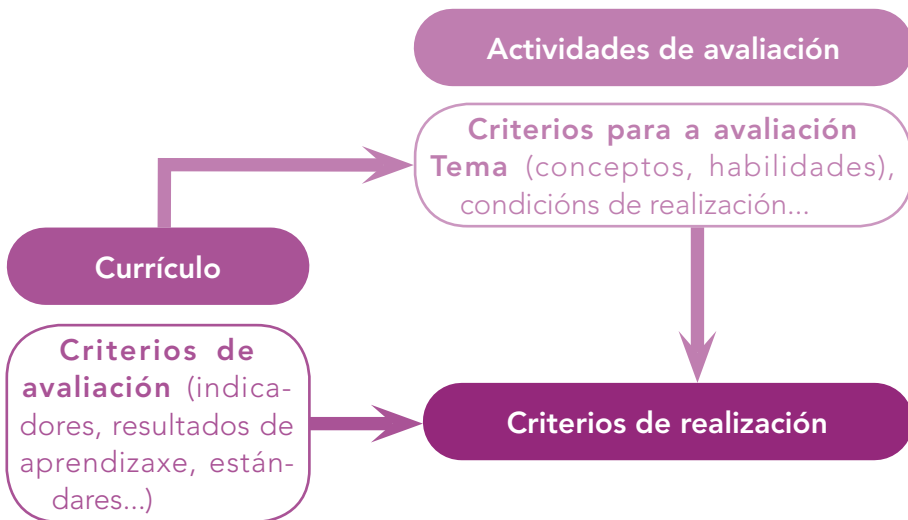 Actividades de avaliación
Criterios para a avaliación
Tema (conceptos, habilidades),
condicións de realización...
Currículo
Criterios de
avaliación (indica-
dores, resultados de
aprendizaxe, están-
dares...)
Criterios de realización